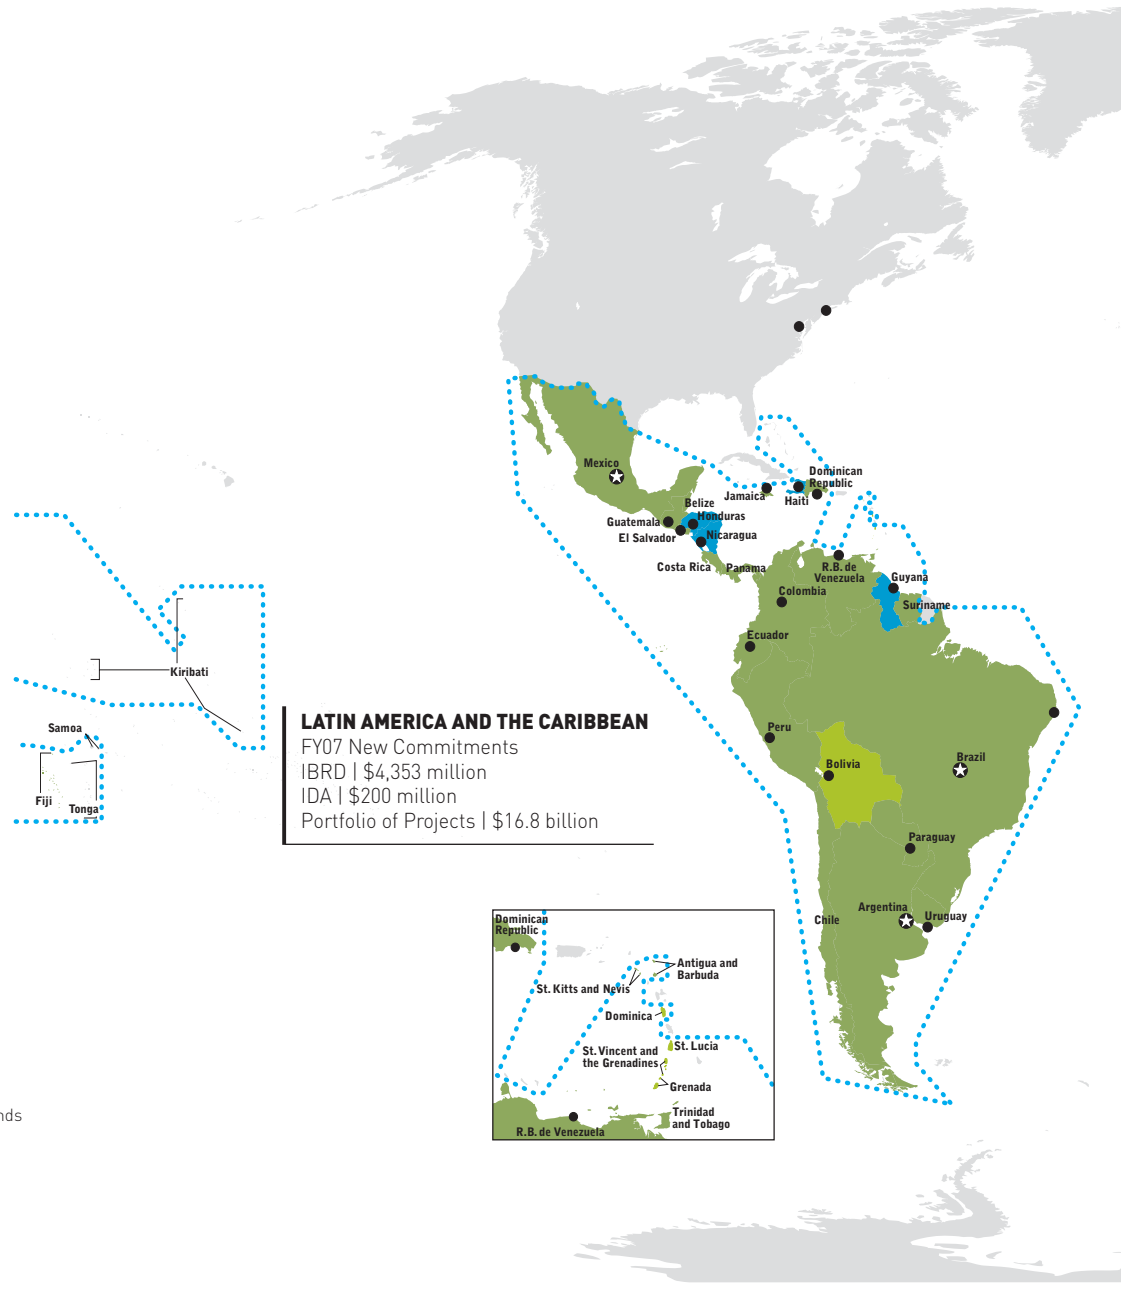 Mexico
Dominican
Republic
Jamaica
Haiti
Belize
Guatemala
Honduras
El Salvador
Nicaragua
Costa Rica
Panama
R.B. de
Venezuela
Guyana
Colombia
Suriname
Ecuador
Kiribati
Samoa
Fiji
Tonga
LATIN AMERICA AND THE CARIBBEAN
FY07 New Commitments
IBRD | $4,353 million
IDA | $200 million
Portfolio of Projects | $16.8 billion
Peru
Bolivia
Brazil
Paraguay
Argentina
Chile
Uruguay
Dominican
Republic
Antigua and
Barbuda
St. Kitts and Nevis
Dominica
St. Lucia
St. Vincent and
the Grenadines
Grenada
Trinidad
and Tobago
R.B. de Venezuela
nds